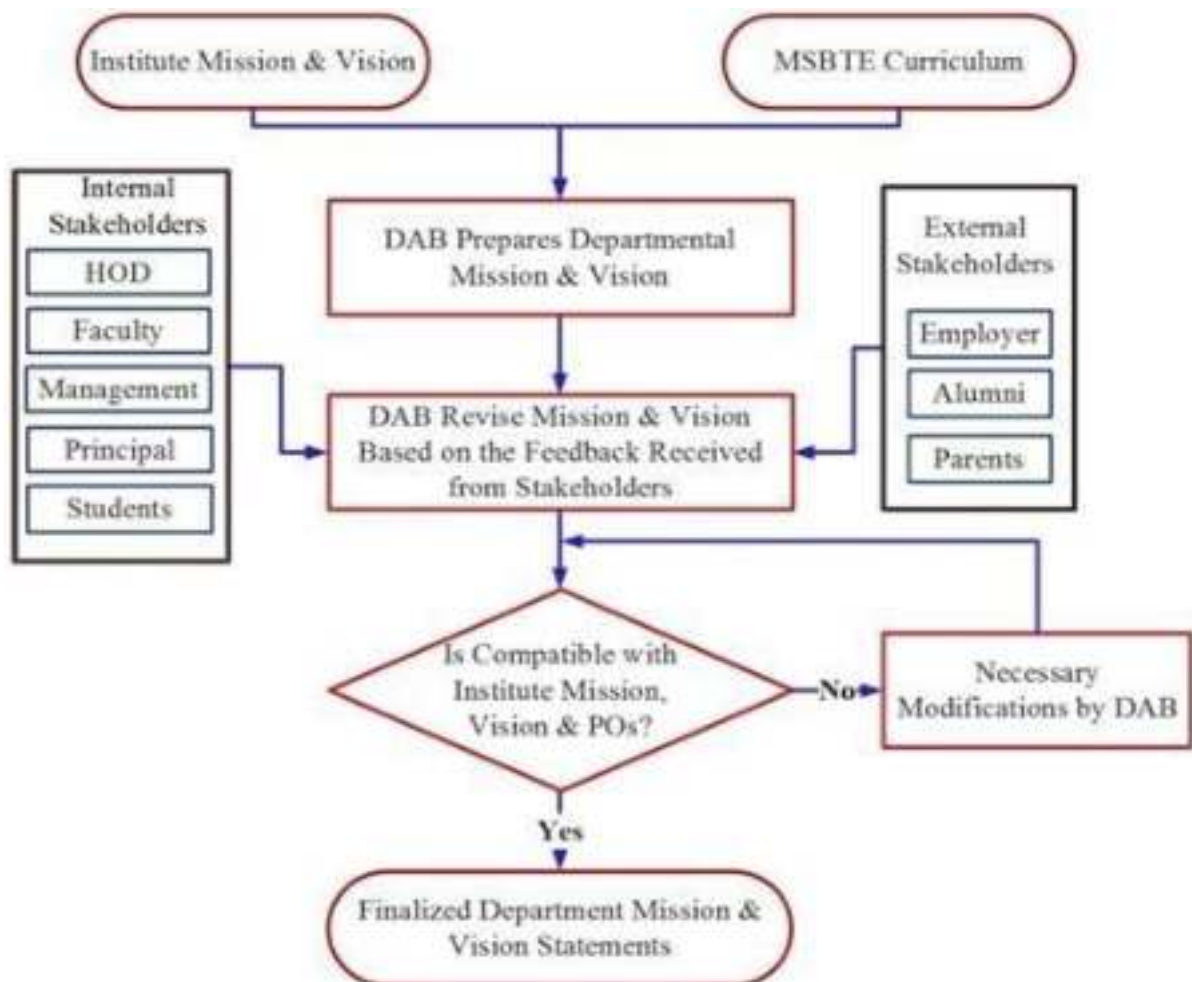 Institute Mission & Vision
MSBTE Curriculum
Internal
Stakeholders
HOD
Faculty
Management
Principal
Students
DAB Prepares Departmental
Mission & Vision
External
Stakeholders
Employer
Alumni
Parents
DAB Revise Mission & Vision
Based on the Feedback Received
from Stakeholders
Is Compatible with
Institute Mission,
Vision & POs?
No
Necessary
Modifications by DAB
Yes
Finalized Department Mission &
Vision Statements